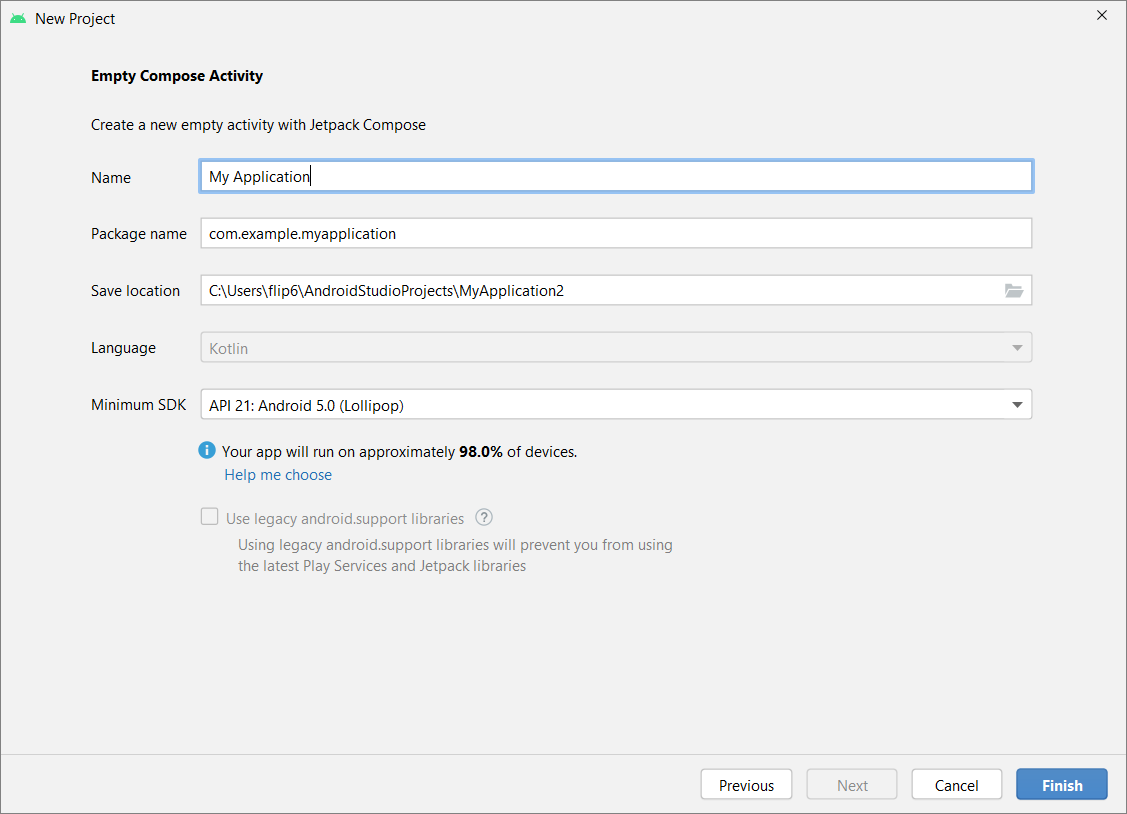 New Project
Empty Compose Activity
Create a new empty activity with Jetpack Compose
Name My Application
Package name com.example.myapplication
Save location C:\Users\flip6\AndroidStudioProjects\MyApplication2
Language Kotlin
Minimum SDK API 21: Android 5.0 (Lollipop)
Your app will run on approximately 98.0% of devices.
Help me choose
Use legacy android.support libraries ?
Using legacy android.support libraries will prevent you from using
the latest Play Services and Jetpack libraries
Previous Next Cancel Finish